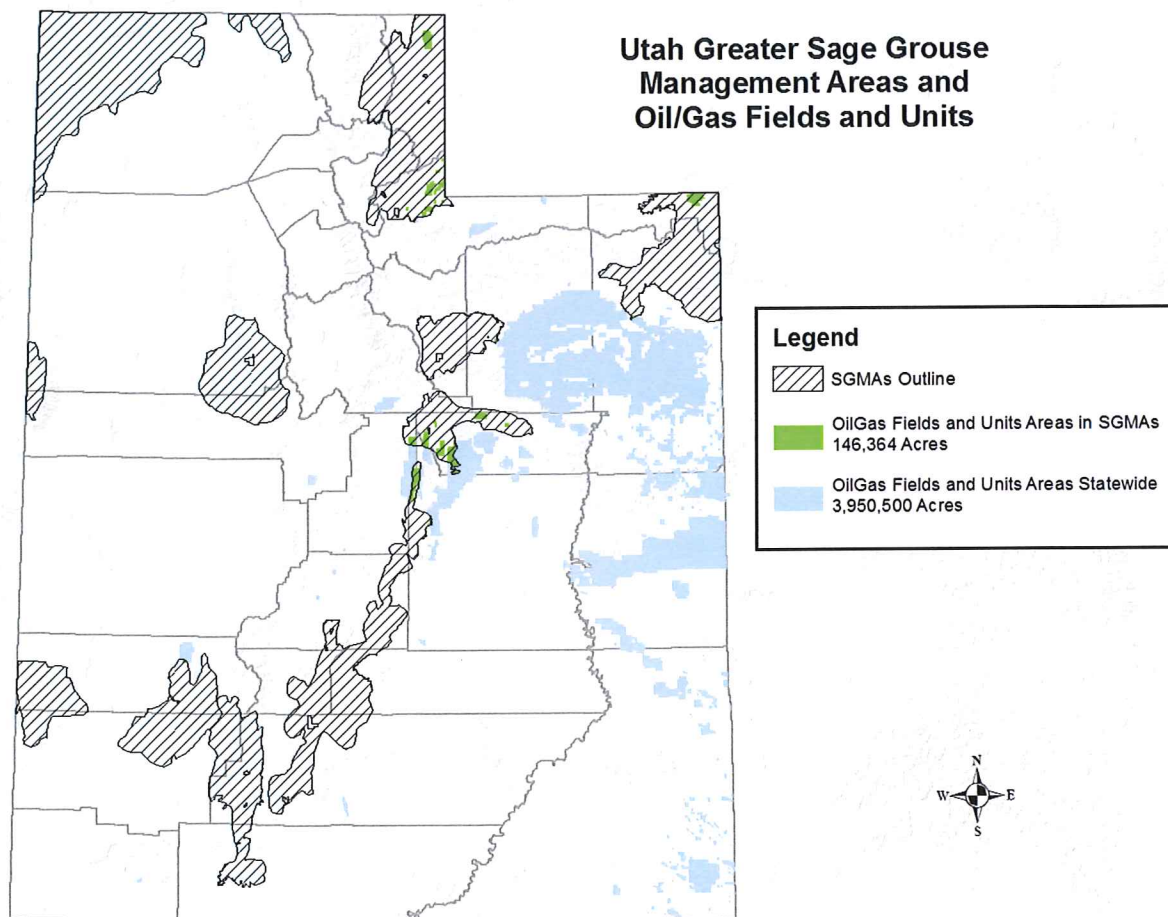 Utah Greater Sage Grouse
Management Areas and
Oil/Gas Fields and Units
Legend
SGMAs Outline
OilGas Fields and Units Areas in SGMAs
146,364 Acres
OilGas Fields and Units Areas Statewide
3,950,500 Acres
N
W
E
S